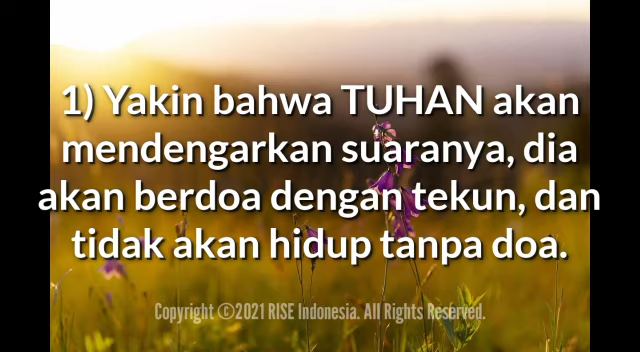 1) Yakin bahwa TUHAN akan
mendengarkan suaranya, dia
akan berdoa dengan tekun, dan
tidak akan hidup tanpa doa.
Copyright ©2021 RISE Indonesia. All Rights Reserved.